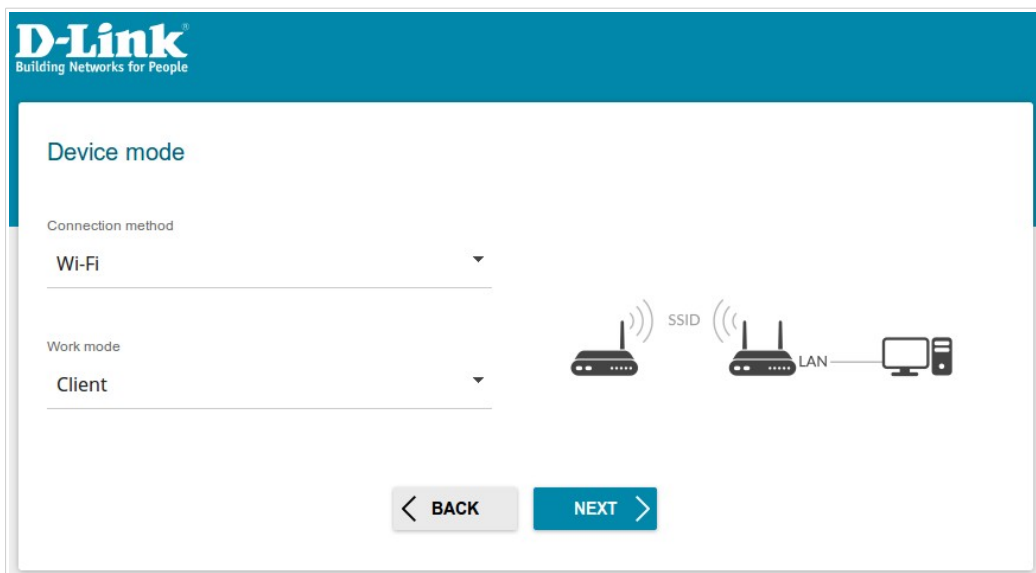 D-Link®
Building Networks for People
Device mode
Connection method
Wi-Fi
Work mode
Client
SSID
LAN
BACK
NEXT